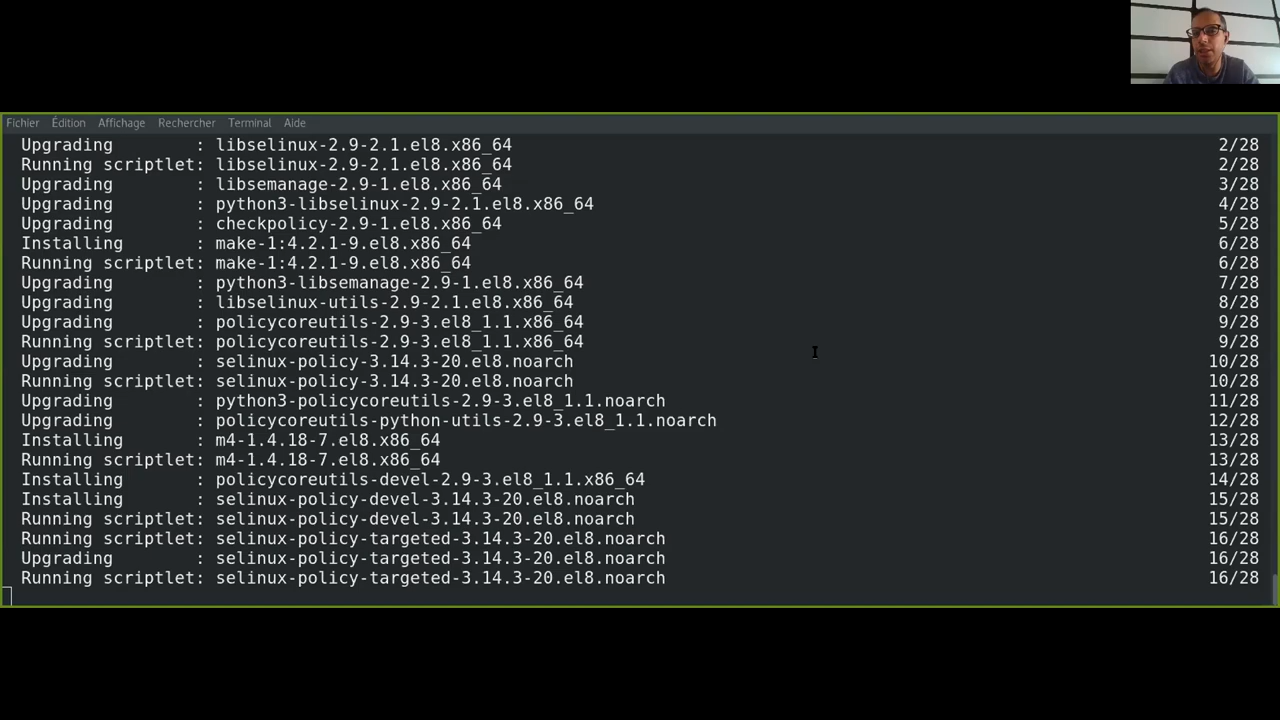 Fichier Édition Affichage Rechercher Terminal Aide
Upgrading : libselinux-2.9-2.1.el8.x86_64 2/28
Running scriptlet: libselinux-2.9-2.1.el8.x86_64 2/28
Upgrading : libsemanage-2.9-1.el8.x86_64 3/28
Upgrading : python3-libselinux-2.9-2.1.el8.x86_64 4/28
Upgrading : checkpolicy-2.9-1.el8.x86_64 5/28
Installing : make-1:4.2.1-9.el8.x86_64 6/28
Running scriptlet: make-1:4.2.1-9.el8.x86_64 6/28
Upgrading : python3-libsemanage-2.9-1.el8.x86_64 7/28
Upgrading : libselinux-utils-2.9-2.1.el8.x86_64 8/28
Upgrading : policycoreutils-2.9-3.el8_1.1.x86_64 9/28
Running scriptlet: policycoreutils-2.9-3.el8_1.1.x86_64 9/28
Upgrading : selinux-policy-3.14.3-20.el8.noarch 10/28
Running scriptlet: selinux-policy-3.14.3-20.el8.noarch 10/28
Upgrading : python3-policycoreutils-2.9-3.el8_1.1.noarch 11/28
Upgrading : policycoreutils-python-utils-2.9-3.el8_1.1.noarch 12/28
Installing : m4-1.4.18-7.el8.x86_64 13/28
Running scriptlet: m4-1.4.18-7.el8.x86_64 13/28
Installing : policycoreutils-devel-2.9-3.el8_1.1.x86_64 14/28
Installing : selinux-policy-devel-3.14.3-20.el8.noarch 15/28
Running scriptlet: selinux-policy-devel-3.14.3-20.el8.noarch 15/28
Running scriptlet: selinux-policy-targeted-3.14.3-20.el8.noarch 16/28
Upgrading : selinux-policy-targeted-3.14.3-20.el8.noarch 16/28
Running scriptlet: selinux-policy-targeted-3.14.3-20.el8.noarch 16/28